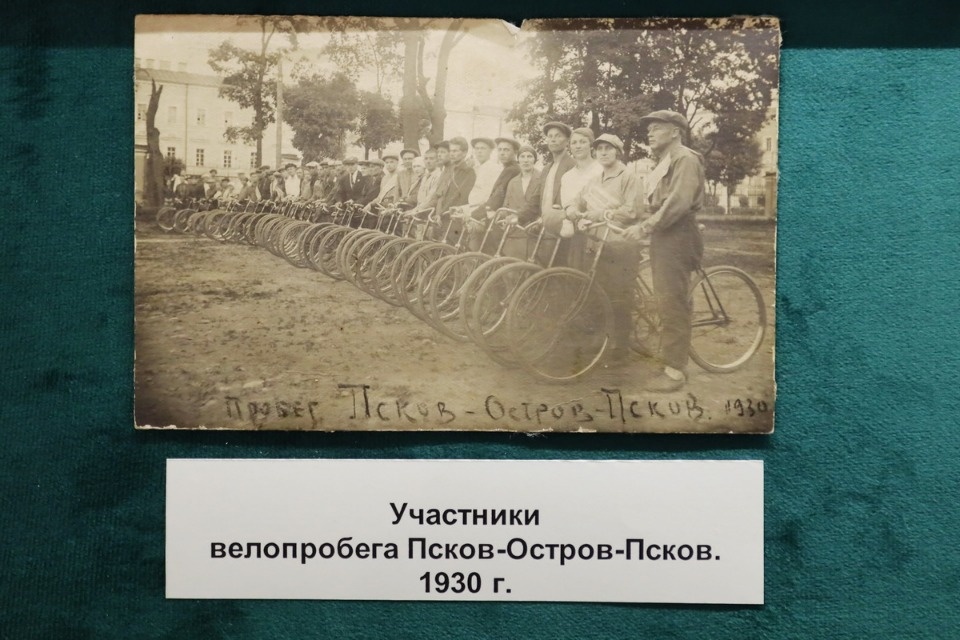 Пробег Псков-Остров-Псков. 1930
Участники
велопробега Псков-Остров-Псков.
1930 г.